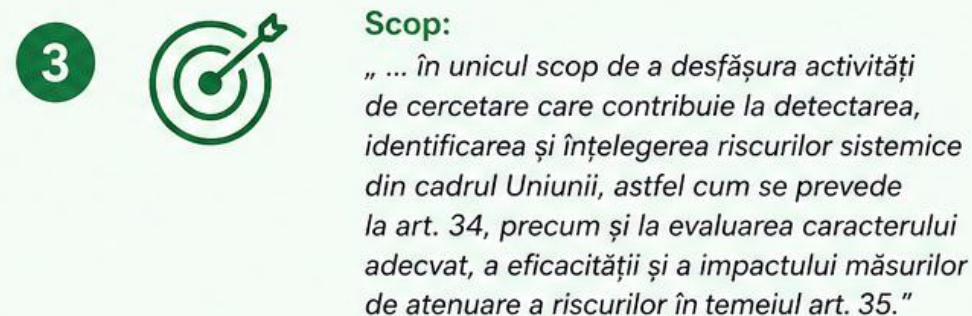 3
Scop:
„ ... în unicul scop de a desfășura activități
de cercetare care contribuie la detectarea,
identificarea și înțelegerea riscurilor sistemice
din cadrul Uniunii, astfel cum se prevede
la art. 34, precum și la evaluarea caracterului
adecvat, a eficacității și a impactului măsurilor
de atenuare a riscurilor în temeiul art. 35.”